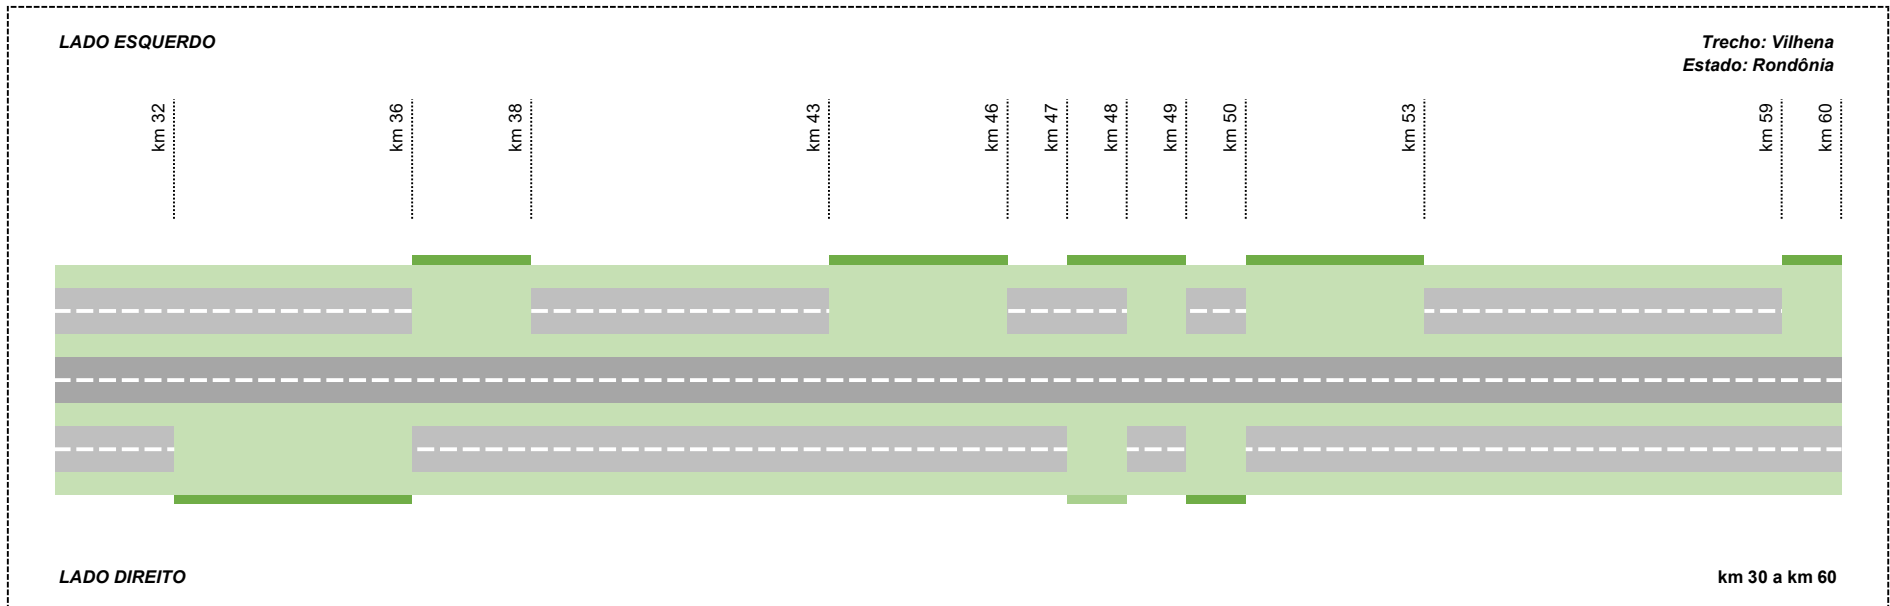 LADO ESQUERDO
Trecho: Vilhena
Estado: Rondônia
km 32
km 36
km 38
km 43
km 46
km 47
km 48
km 49
km 50
km 53
km 59
km 60
LADO DIREITO
km 30 a km 60